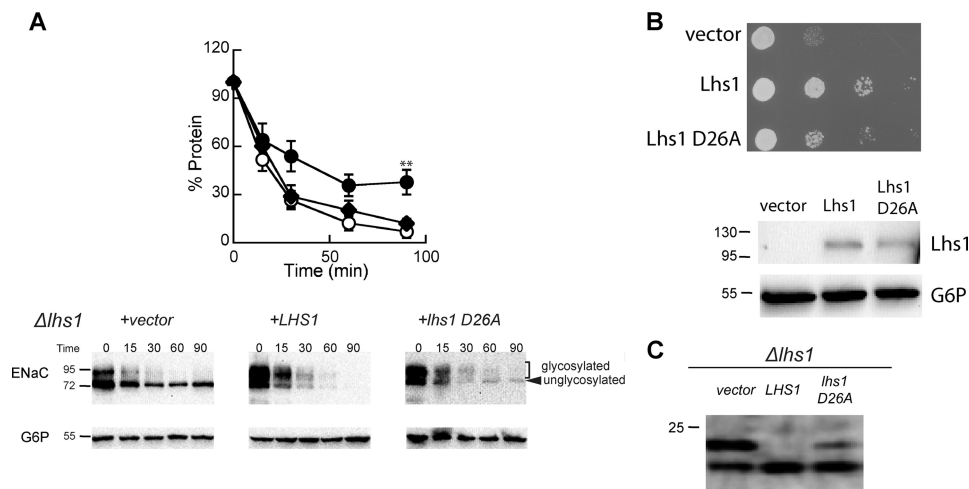 A
120
90
60
30
0
% Protein
**
0 50 100
Time (min)
Δlhs1 +vector +LHS1 +lhs1 D26A
Time 0 15 30 60 90 0 15 30 60 90 0 15 30 60 90
ENaC 95 glycosylated
72 unglycosylated
G6P 55
B
vector
Lhs1
Lhs1 D26A
vector Lhs1 Lhs1
D26A
130
95 Lhs1
55 G6P
C
Δlhs1
vector LHS1 lhs1
D26A
25